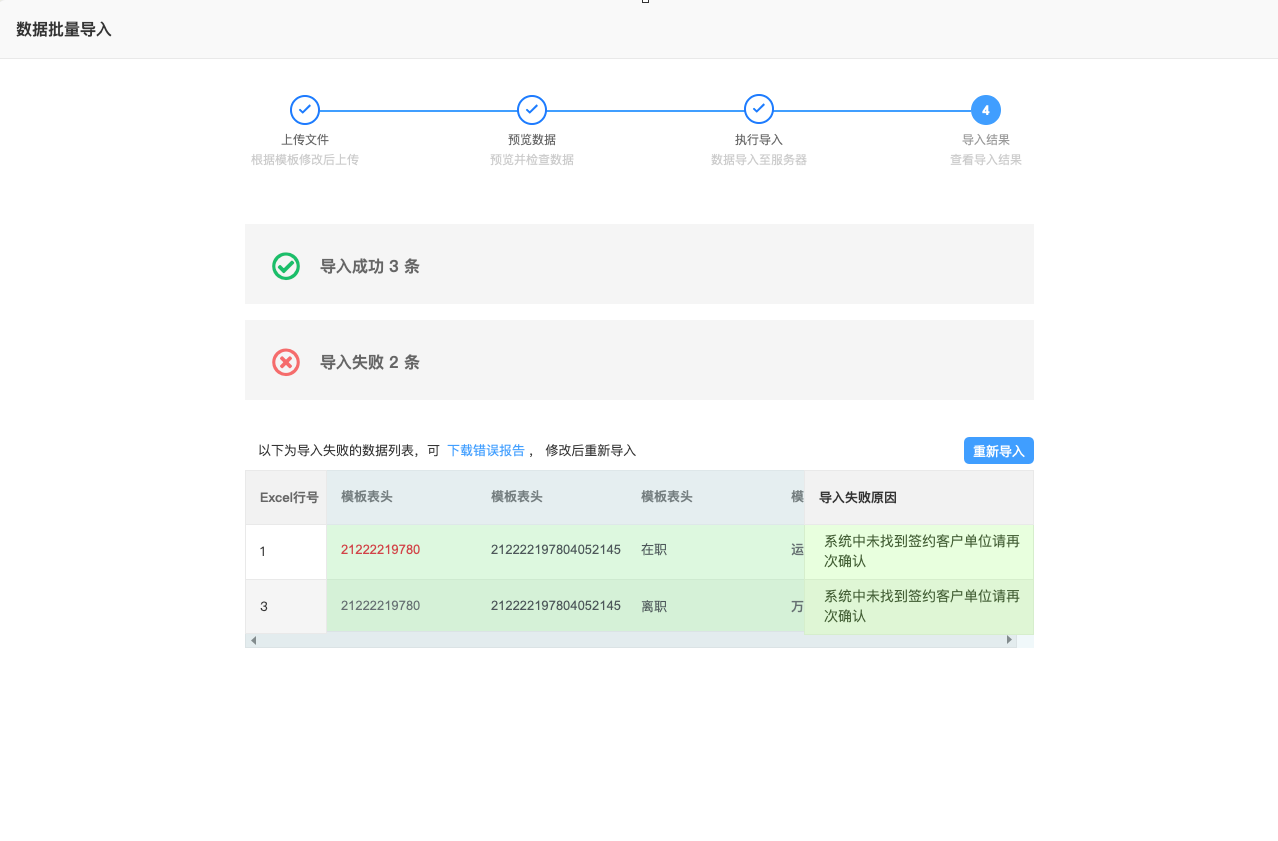 数据批量导入
4
上传文件 预览数据 执行导入 导入结果
根据模板修改后上传 预览并检查数据 数据导入至服务器 查看导入结果
导入成功 3 条
导入失败 2 条
以下为导入失败的数据列表，可 下载错误报告 ， 修改后重新导入 重新导入
Excel行号 模板表头 模板表头 模板表头 模 导入失败原因
1 21222219780 212222197804052145 在职 运 系统中未找到签约客户单位请再
次确认
3 21222219780 212222197804052145 离职 万 系统中未找到签约客户单位请再
次确认